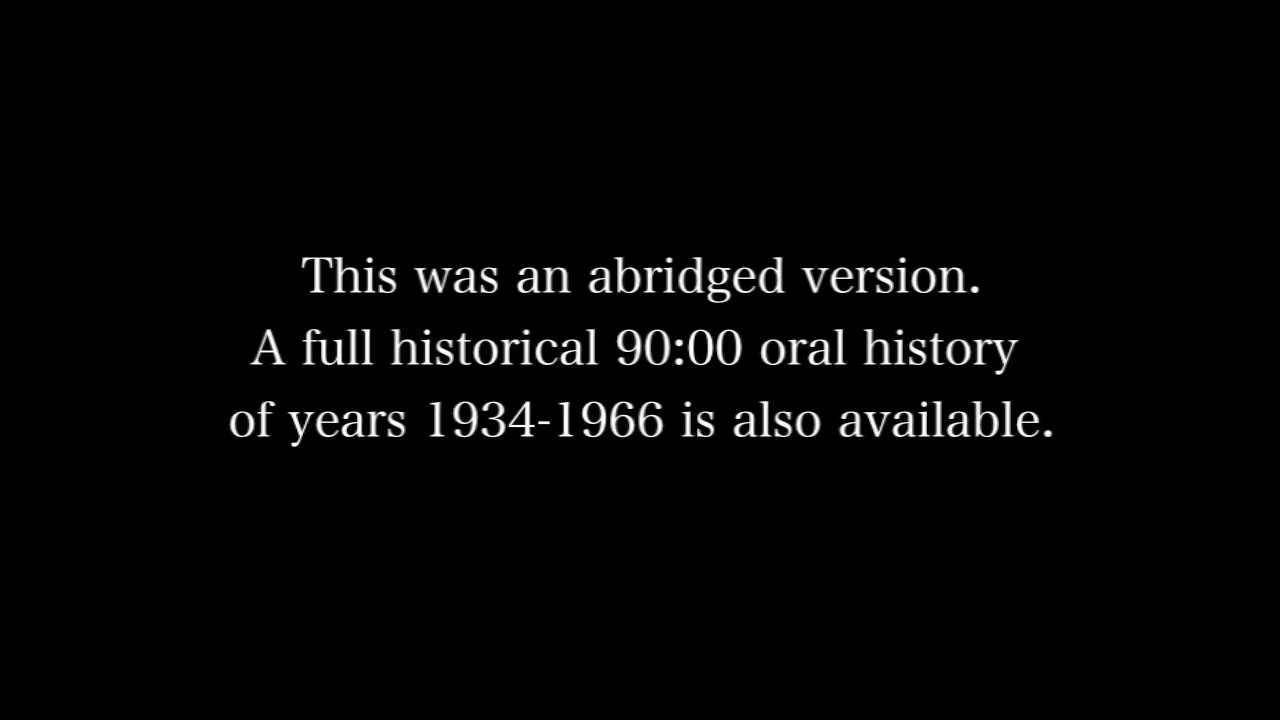 This was an abridged version.
A full historical 90:00 oral history
of years 1934-1966 is also available.